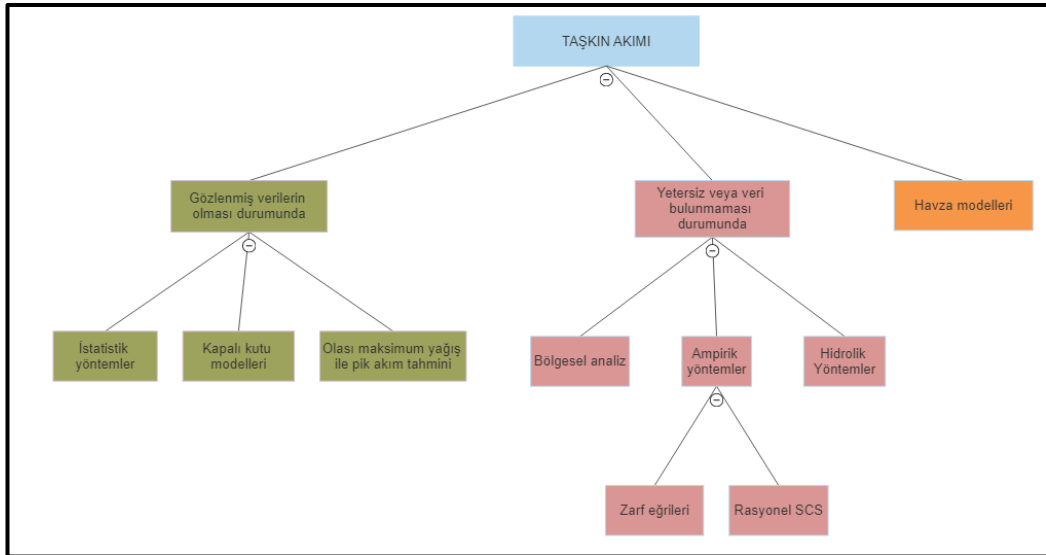 TAŞKIN AKIMI
Gözlenmiş verilerin
olması durumunda
Yetersiz veya veri
bulunmaması
durumunda
Havza modelleri
İstatistik
yöntemler
Kapalı kutu
modelleri
Olası maksimum yağış
ile pik akım tahmini
Bölgesel analiz
Ampirik
yöntemler
Hidrolik
Yöntemler
Zarf eğrileri
Rasyonel SCS